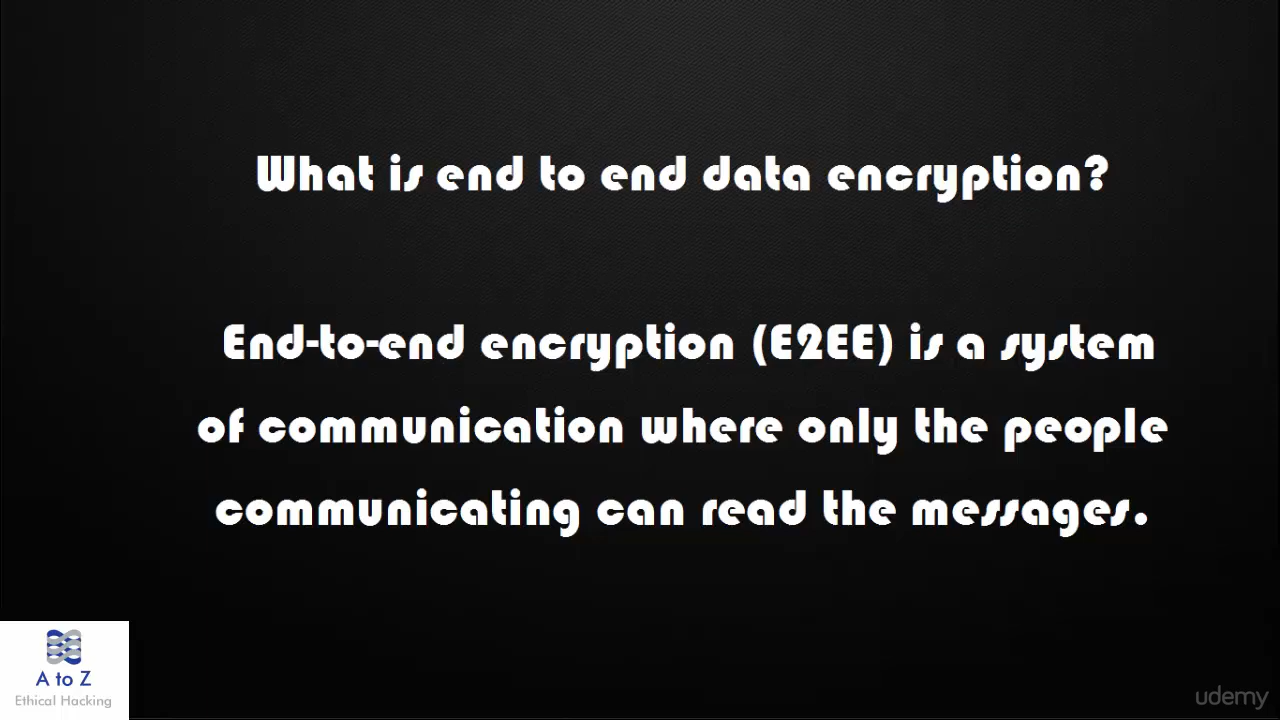 What is end to end data encryption?
End-to-end encryption (E2EE) is a system
of communication where only the people
communicating can read the messages.
A to Z
Ethical Hacking
udemy